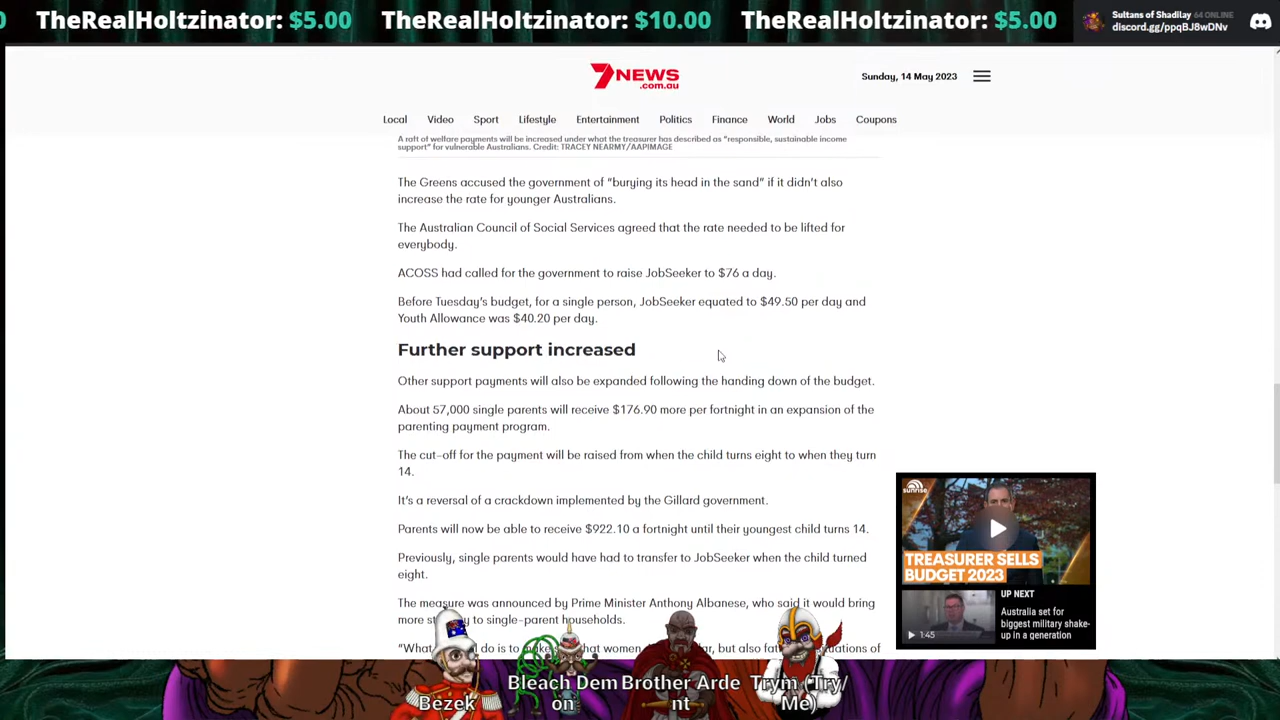 0 TheRealHoltzinator: $5.00 TheRealHoltzinator: $10.00 TheRealHoltzinator: $5.00
Sultans of Shadilay 64 ONLINE
discord.gg/ppqBJ8wDNv
7NEWS
.com.au
Sunday, 14 May 2023
Local Video Sport Lifestyle Entertainment Politics Finance World Jobs Coupons
A raft of welfare payments will be increased under what the treasurer has described as "responsible, sustainable income
support" for vulnerable Australians. Credit: TRACEY NEARMY/AAPIMAGE
The Greens accused the government of "burying its head in the sand" if it didn't also
increase the rate for younger Australians.
The Australian Council of Social Services agreed that the rate needed to be lifted for
everybody.
ACOSS had called for the government to raise JobSeeker to $76 a day.
Before Tuesday's budget, for a single person, JobSeeker equated to $49.50 per day and
Youth Allowance was $40.20 per day.
Further support increased
Other support payments will also be expanded following the handing down of the budget.
About 57,000 single parents will receive $176.90 more per fortnight in an expansion of the
parenting payment program.
The cut-off for the payment will be raised from when the child turns eight to when they turn
14.
It's a reversal of a crackdown implemented by the Gillard government.
Parents will now be able to receive $922.10 a fortnight until their youngest child turns 14.
Previously, single parents would have had to transfer to JobSeeker when the child turned
eight.
The measure was announced by Prime Minister Anthony Albanese, who said it would bring
more to single-parent households.
"What do is to that women but also of
sunrise
TREASURER SELLS
BUDGET 2023
1:45
UP NEXT
Australia set for
biggest military shake-
up in a generation
Bezek
Bleach Dem
on
Brother Arde
nt
Trym (Try/
Me)